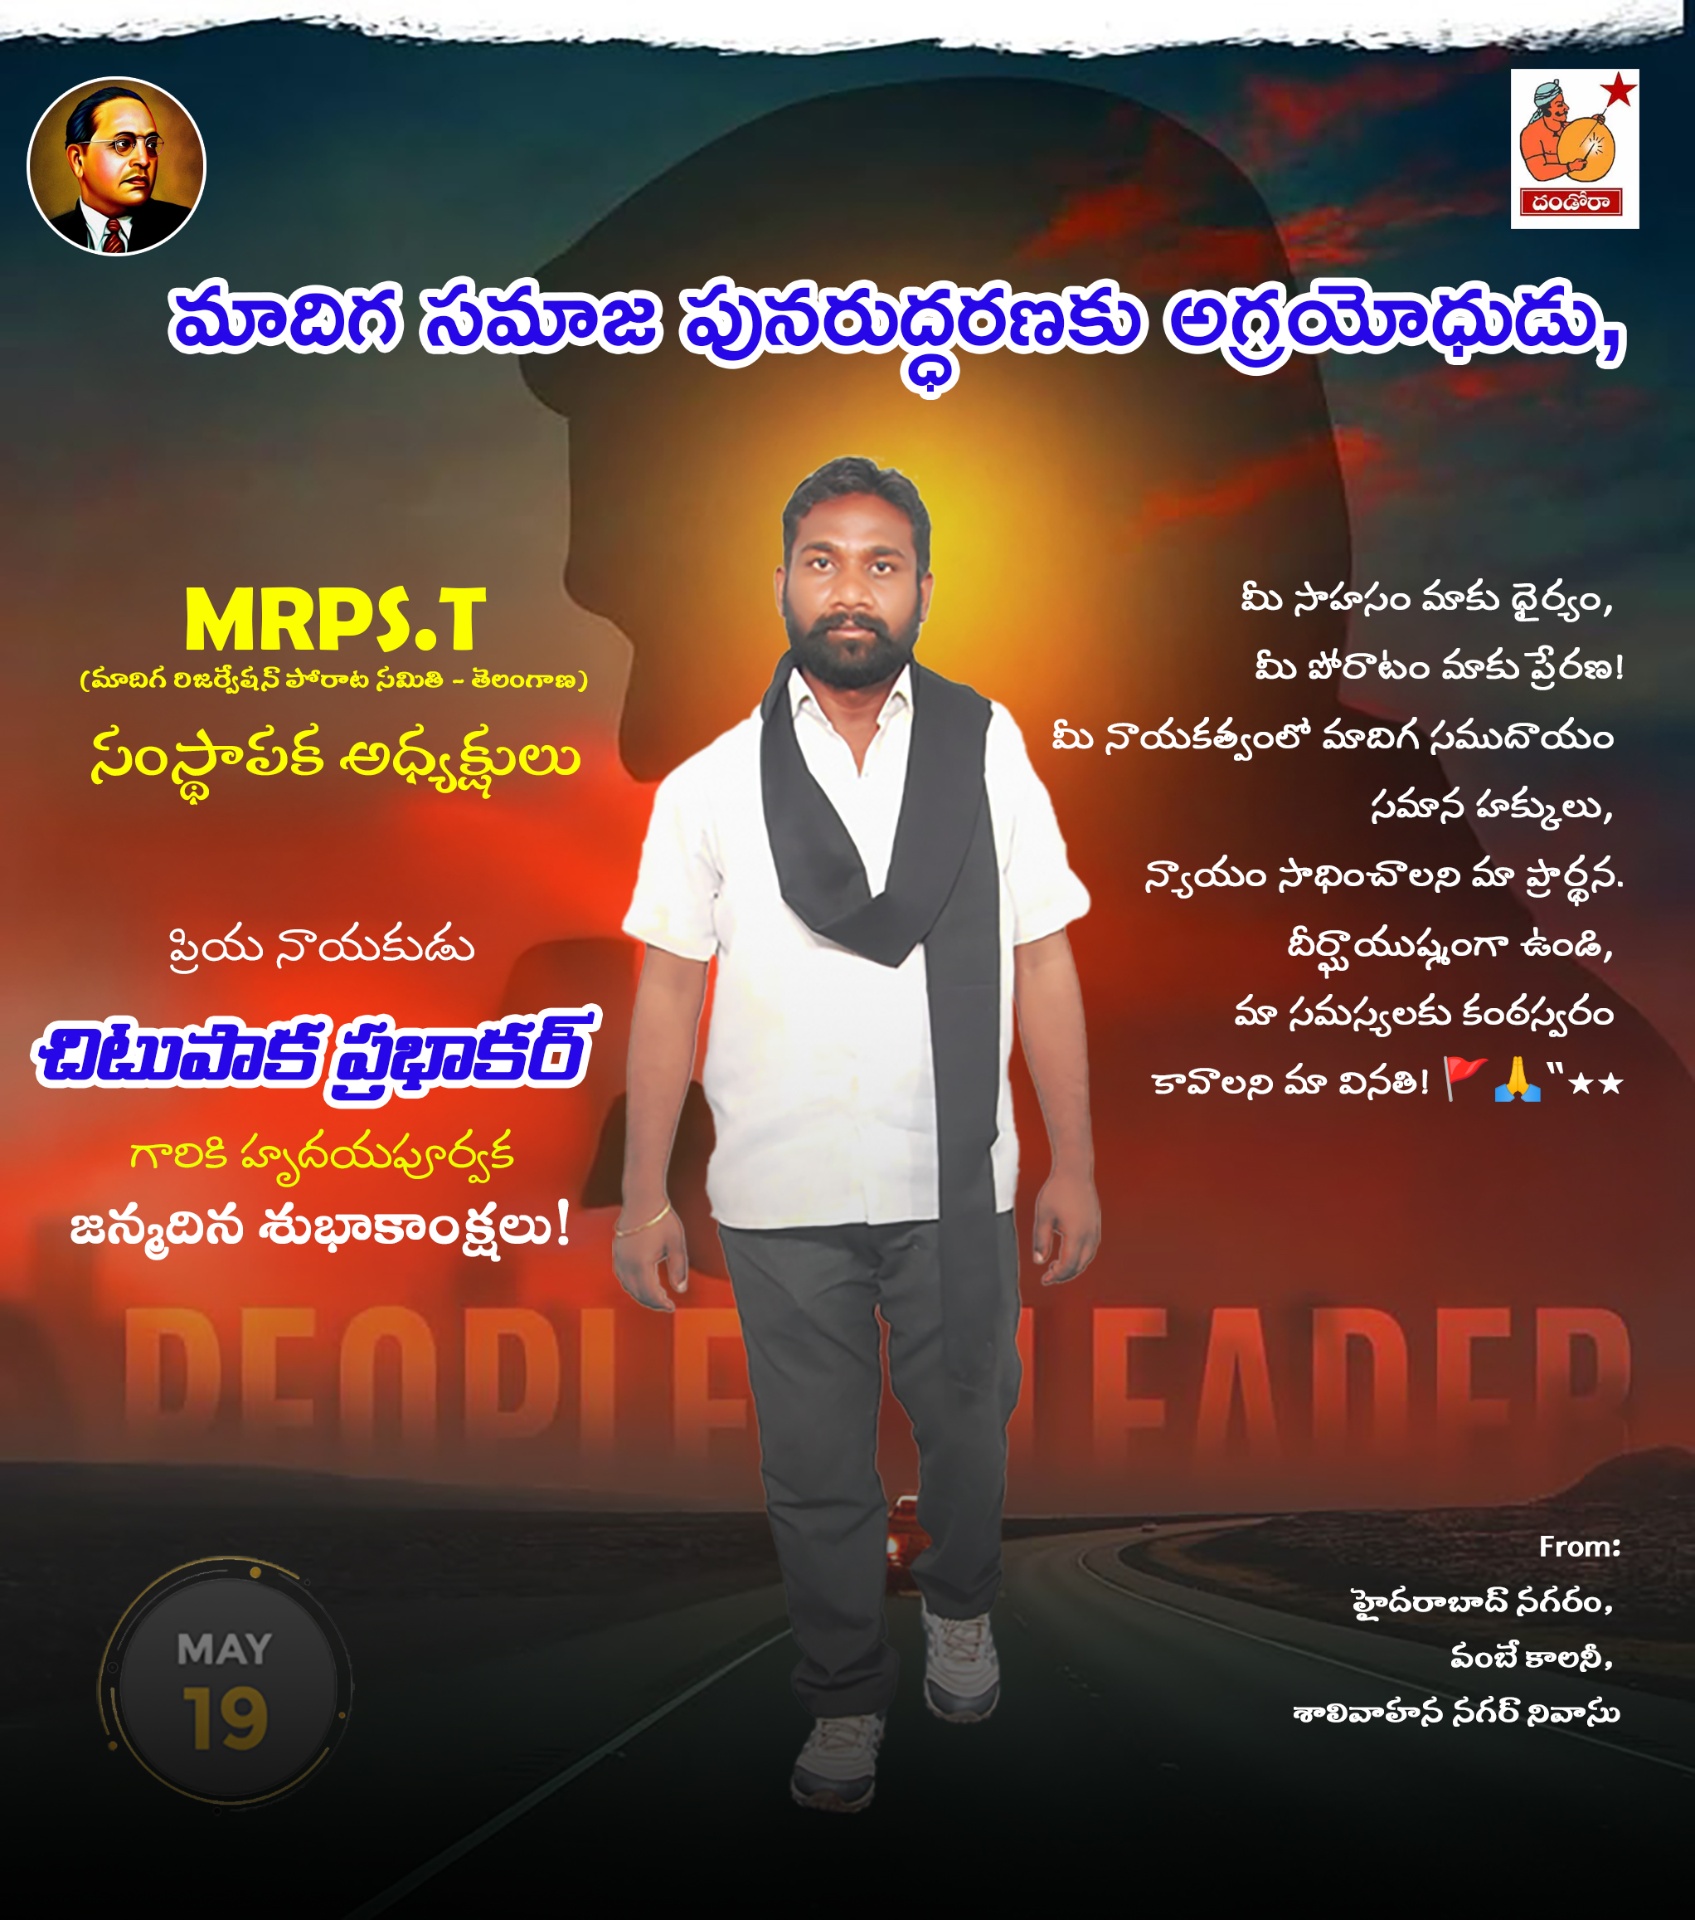 దండోరా
మాదిగ సమాజ పునరుద్ధరణకు అగ్రయోధుడు,
MRPS.T
(మాదిగ రిజర్వేషన్ పోరాట సమితి - తెలంగాణ)
సంస్థాపక అధ్యక్షులు
ప్రియ నాయకుడు
చిటుపాక ప్రభాకర్
గారికి హృదయపూర్వక
జన్మదిన శుభాకాంక్షలు!
మీ సాహసం మాకు ధైర్యం,
మీ పోరాటం మాకు ప్రేరణ!
మీ నాయకత్వంలో మాదిగ సముదాయం
సమాన హక్కులు,
న్యాయం సాధించాలని మా ప్రార్థన.
దీర్ఘాయుష్మంగా ఉండి,
మా సమస్యలకు కంఠస్వరం
కావాలని మా వినతి! 🚩🙏"★★
PEOPLE LEADER
MAY
19
From:
హైదరాబాద్ నగరం,
వంబే కాలనీ,
శాలివాహన నగర్ నివాసు